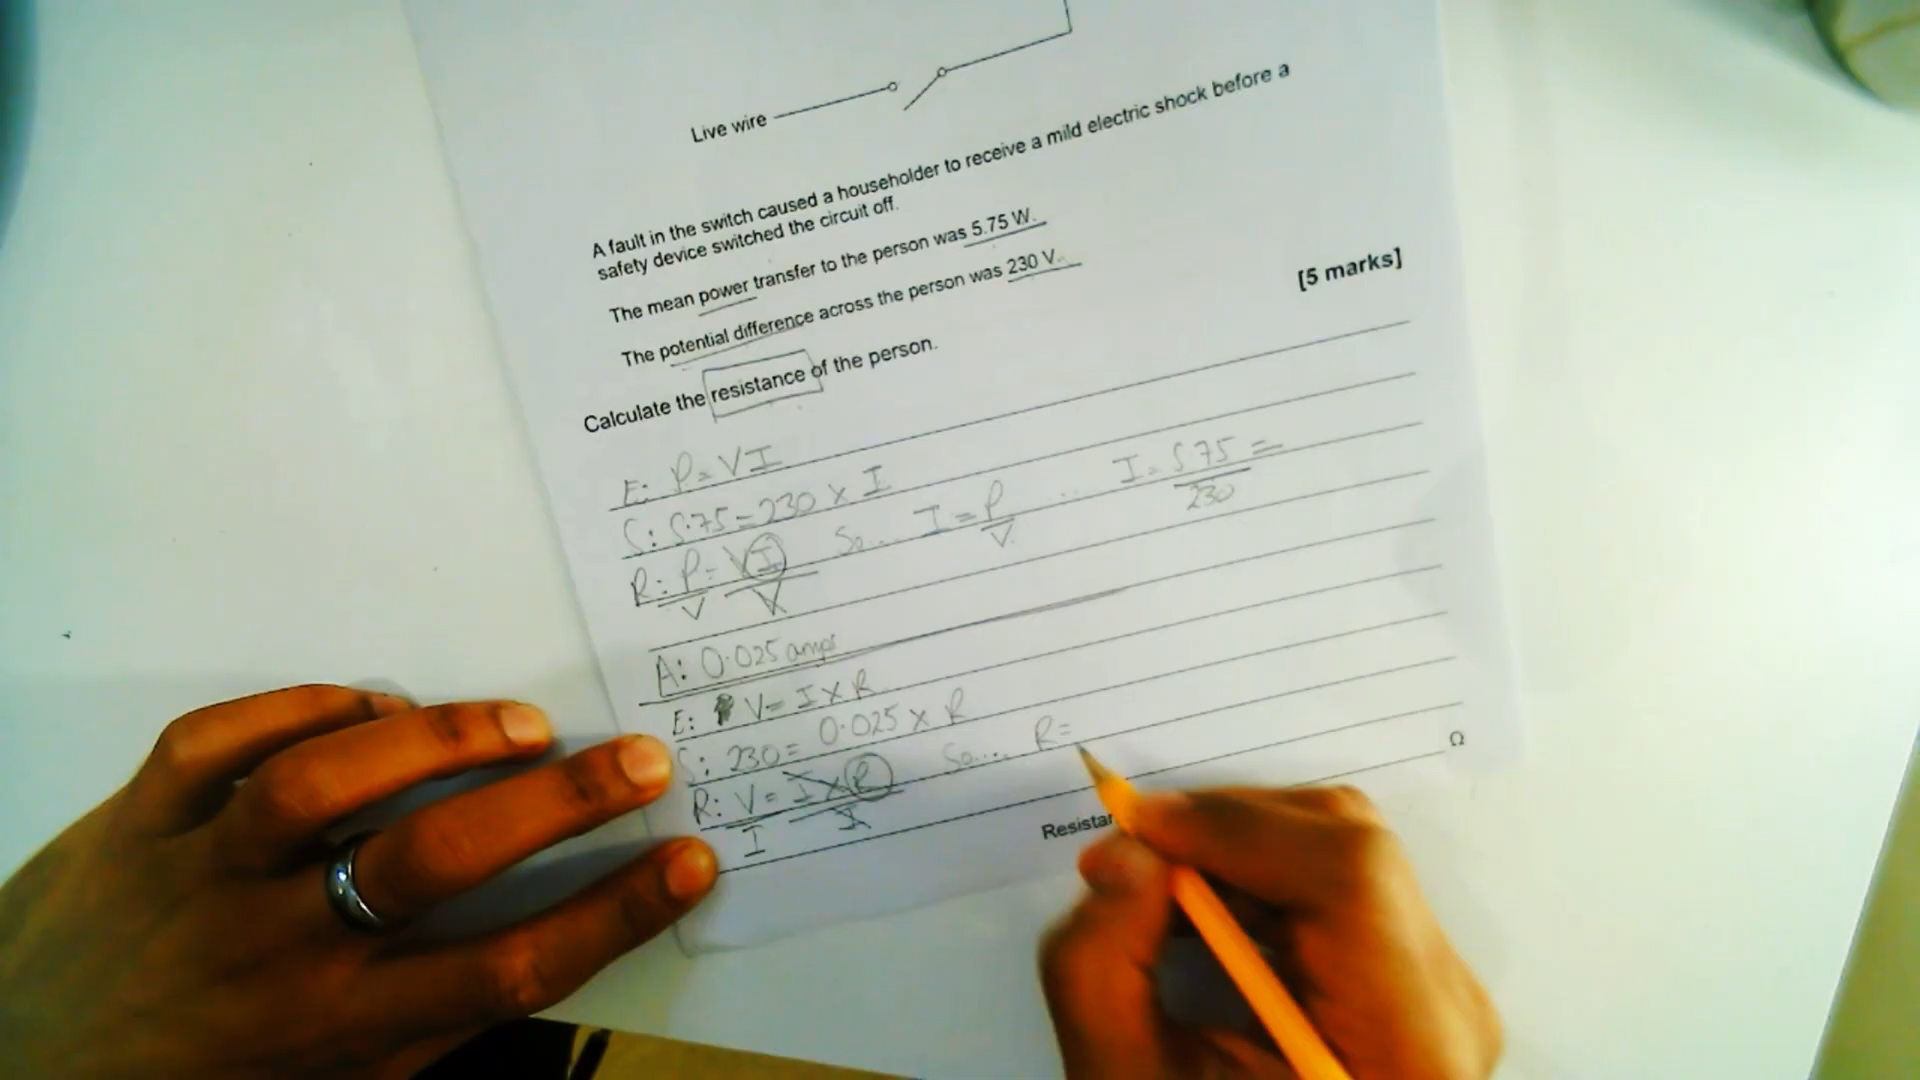 Live wire
A fault in the switch caused a householder to receive a mild electric shock before a
safety device switched the circuit off.
The mean power transfer to the person was 5.75 W.
The potential difference across the person was 230 V.
[5 marks]
Calculate the resistance of the person.
E: P = VI
S: 5.75 = 230 x I
R: P/V = VI/V So... I = P/V ... I = 5.75/230 =
A: 0.025 amps
E: V = I x R
S: 230 = 0.025 x R
R: V/I = I x R/I So.... R =
Ω